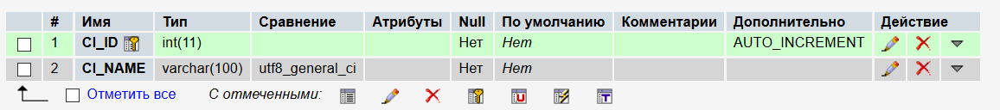 # Имя Тип Сравнение Атрибуты Null По умолчанию Комментарии Дополнительно Действие
1 CI_ID int(11) Нет Нет AUTO_INCREMENT
2 CI_NAME varchar(100) utf8_general_ci Нет Нет
Отметить все С отмеченными: